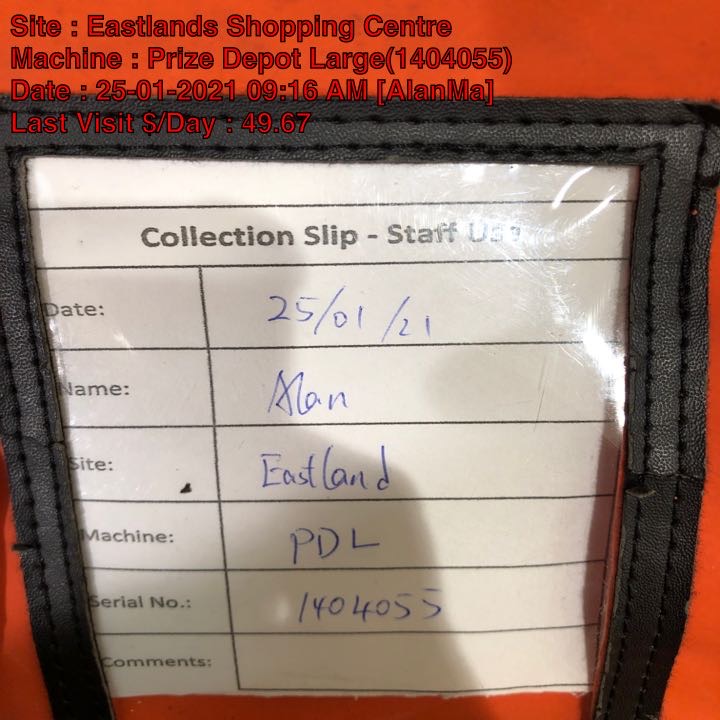 Site : Eastlands Shopping Centre
Machine : Prize Depot Large(1404055)
Date : 25-01-2021 09:16 AM [AlanMa]
Last Visit $/Day : 49.67
Collection Slip - Staff Use
Date: 25/01/21
Name: Alan
Site: Eastland
Machine: PDL
Serial No.: 1404055
Comments: